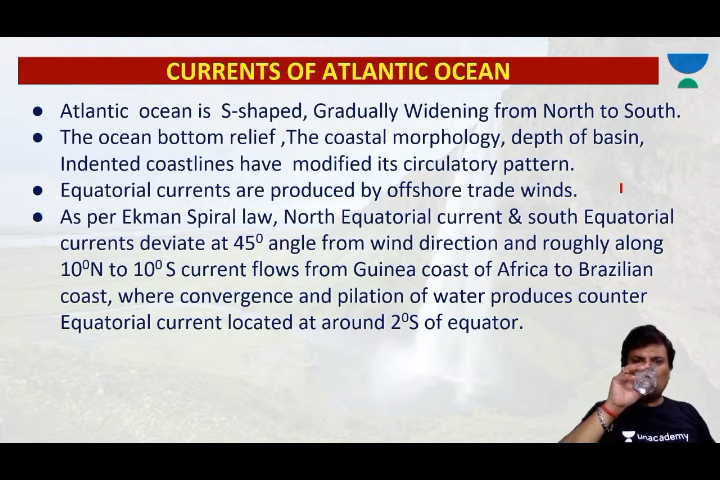 CURRENTS OF ATLANTIC OCEAN
● Atlantic ocean is S-shaped, Gradually Widening from North to South.
● The ocean bottom relief ,The coastal morphology, depth of basin,
Indented coastlines have modified its circulatory pattern.
● Equatorial currents are produced by offshore trade winds.
● As per Ekman Spiral law, North Equatorial current & south Equatorial
currents deviate at 45⁰ angle from wind direction and roughly along
10⁰N to 10⁰ S current flows from Guinea coast of Africa to Brazilian
coast, where convergence and pilation of water produces counter
Equatorial current located at around 2⁰S of equator.
unacademy